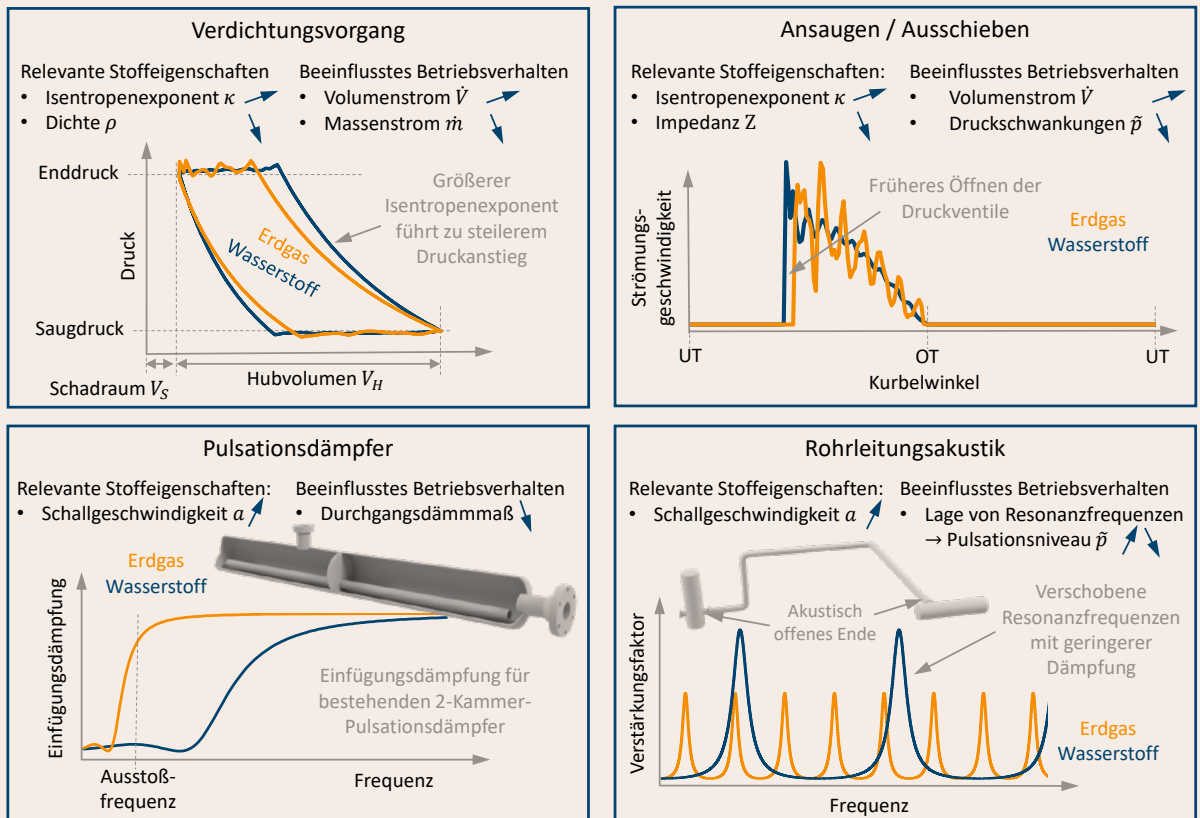 Verdichtungsvorgang
Relevante Stoffeigenschaften
• Isentropenexponent κ
• Dichte ρ
Beeinflusstes Betriebsverhalten
• Volumenstrom V̇
• Massenstrom ṁ
Enddruck
Druck
Saugdruck
Größerer
Isentropenexponent
führt zu steilerem
Druckanstieg
Erdgas
Wasserstoff
Schadraum V_S
Hubvolumen V_H
Ansaugen / Ausschieben
Relevante Stoffeigenschaften:
• Isentropenexponent κ
• Impedanz Z
Beeinflusstes Betriebsverhalten
• Volumenstrom V̇
• Druckschwankungen p̃
Strömungs-
geschwindigkeit
Früheres Öffnen der
Druckventile
Erdgas
Wasserstoff
UT
OT
UT
Kurbelwinkel
Pulsationsdämpfer
Relevante Stoffeigenschaften:
• Schallgeschwindigkeit a
Beeinflusstes Betriebsverhalten
• Durchgangsdämmmaß
Erdgas
Wasserstoff
Einfügungsdämpfung
Einfügungsdämpfung für
bestehenden 2-Kammer-
Pulsationsdämpfer
Ausstoß-
frequenz
Frequenz
Rohrleitungsakustik
Relevante Stoffeigenschaften:
• Schallgeschwindigkeit a
Beeinflusstes Betriebsverhalten
• Lage von Resonanzfrequenzen
→ Pulsationsniveau p̃
Verstärkungsfaktor
Akustisch
offenes Ende
Verschobene
Resonanzfrequenzen
mit geringerer
Dämpfung
Erdgas
Wasserstoff
Frequenz